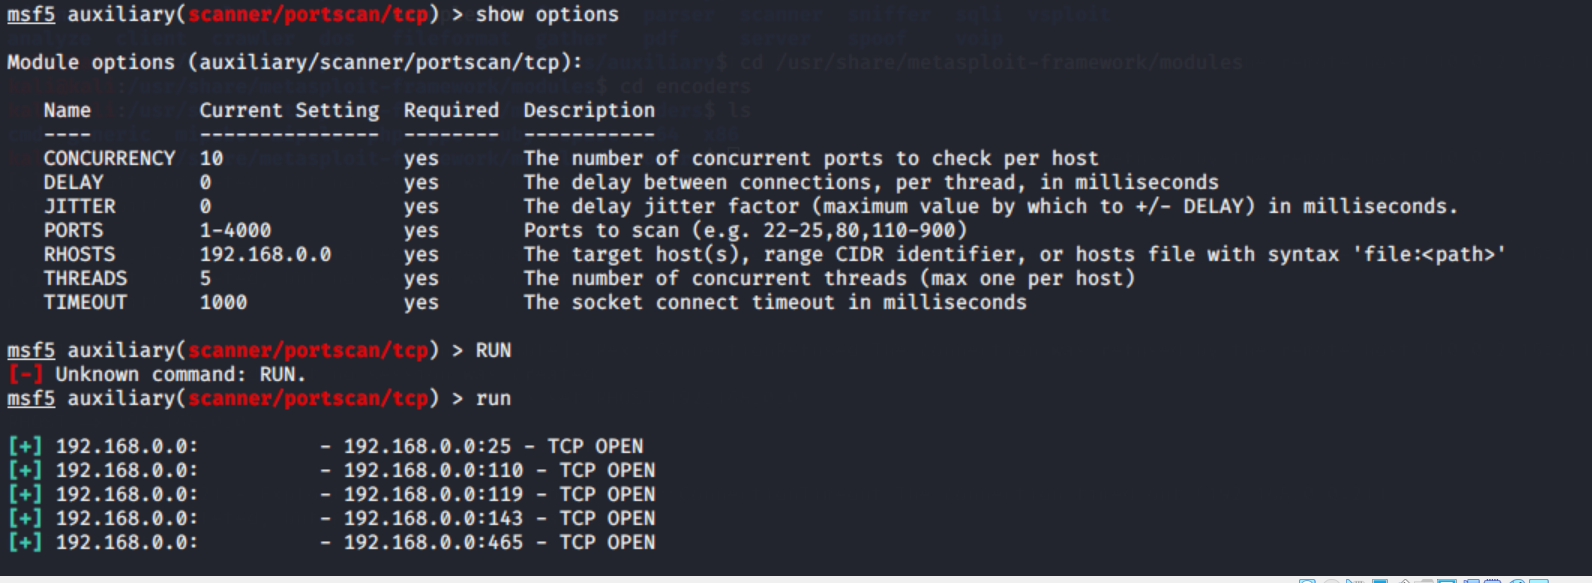 msf5 auxiliary(scanner/portscan/tcp) > show options
Module options (auxiliary/scanner/portscan/tcp):
cd /usr/share/metasploit-framework/modules
cd encoders
Name Current Setting Required Description
ls
---- --------------- -------- -----------
CONCURRENCY 10 yes The number of concurrent ports to check per host
DELAY 0 yes The delay between connections, per thread, in milliseconds
JITTER 0 yes The delay jitter factor (maximum value by which to +/- DELAY) in milliseconds.
PORTS 1-4000 yes Ports to scan (e.g. 22-25,80,110-900)
RHOSTS 192.168.0.0 yes The target host(s), range CIDR identifier, or hosts file with syntax 'file:<path>'
THREADS 5 yes The number of concurrent threads (max one per host)
TIMEOUT 1000 yes The socket connect timeout in milliseconds
msf5 auxiliary(scanner/portscan/tcp) > RUN
[-] Unknown command: RUN.
msf5 auxiliary(scanner/portscan/tcp) > run
[+] 192.168.0.0: - 192.168.0.0:25 - TCP OPEN
[+] 192.168.0.0: - 192.168.0.0:110 - TCP OPEN
[+] 192.168.0.0: - 192.168.0.0:119 - TCP OPEN
[+] 192.168.0.0: - 192.168.0.0:143 - TCP OPEN
[+] 192.168.0.0: - 192.168.0.0:465 - TCP OPEN